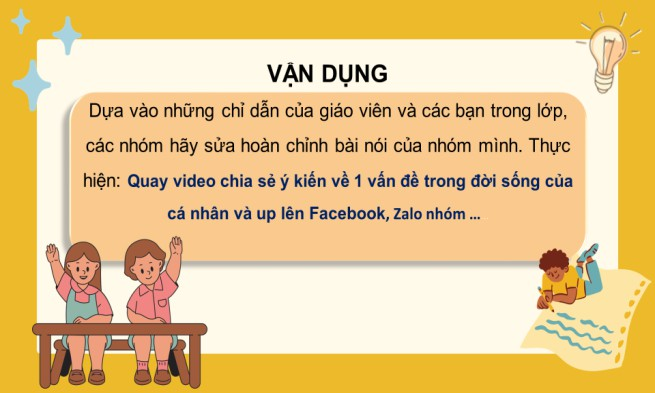 VẬN DỤNG
Dựa vào những chỉ dẫn của giáo viên và các bạn trong lớp,
các nhóm hãy sửa hoàn chỉnh bài nói của nhóm mình. Thực
hiện: Quay video chia sẻ ý kiến về 1 vấn đề trong đời sống của
cá nhân và up lên Facebook, Zalo nhóm ...